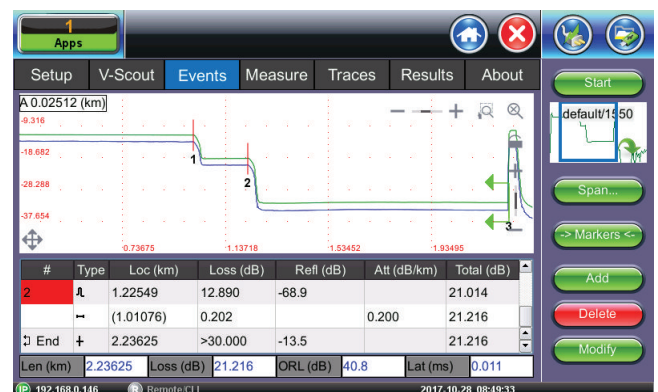 1
Apps
Setup V-Scout Events Measure Traces Results About
Start
A 0.02512 (km)
-9.316
default/1550
-18.682
1
2
-28.288
Span...
-37.654
3
-> Markers <-
0.73675 1.13718 1.53452 1.93495
# Type Loc (km) Loss (dB) Refl (dB) Att (dB/km) Total (dB)
Add
2 1.22549 12.890 -68.9 21.014
(1.01076) 0.202 0.200 21.216
Delete
End 2.23625 >30.000 -13.5 21.216
Modify
Len (km) 2.23625 Loss (dB) 21.216 ORL (dB) 40.8 Lat (ms) 0.011
IP 192.168.0.146 R Remote/CLI 2017-10-28 08:49:33